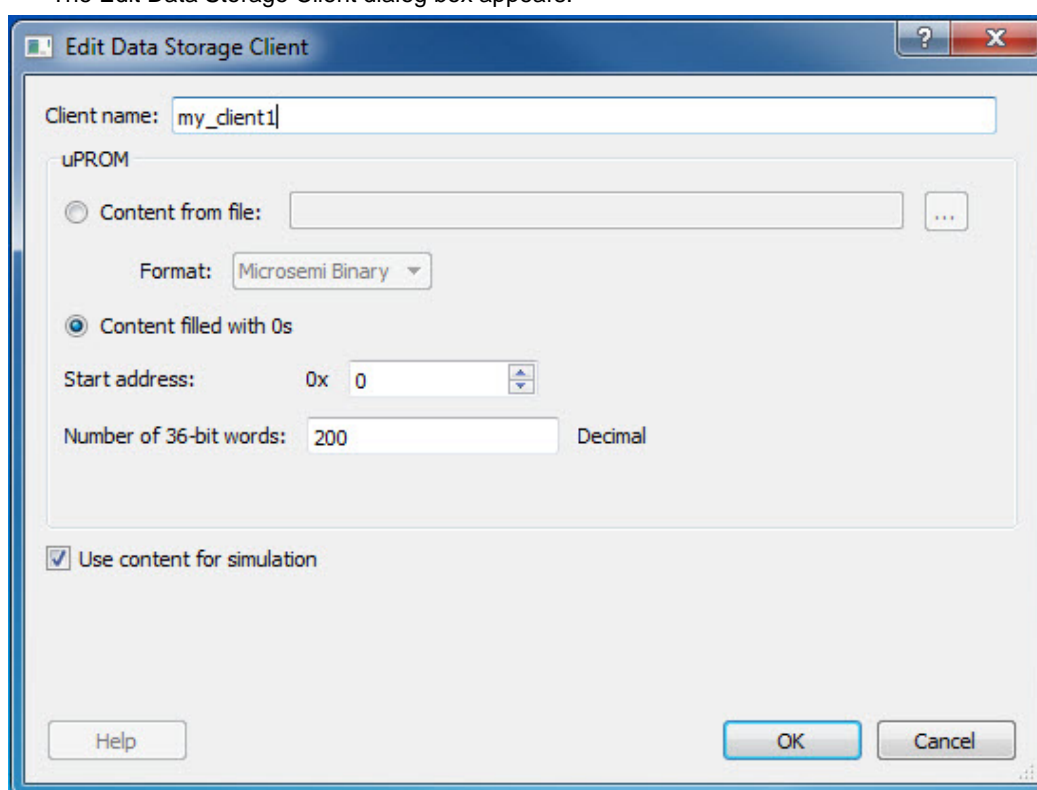 The Edit Data Storage Client dialog box appears.
Edit Data Storage Client
?
X
Client name: my_client1
uPROM
Content from file: ...
Format: Microsemi Binary
Content filled with 0s
Start address: 0x 0
Number of 36-bit words: 200 Decimal
Use content for simulation
Help OK Cancel